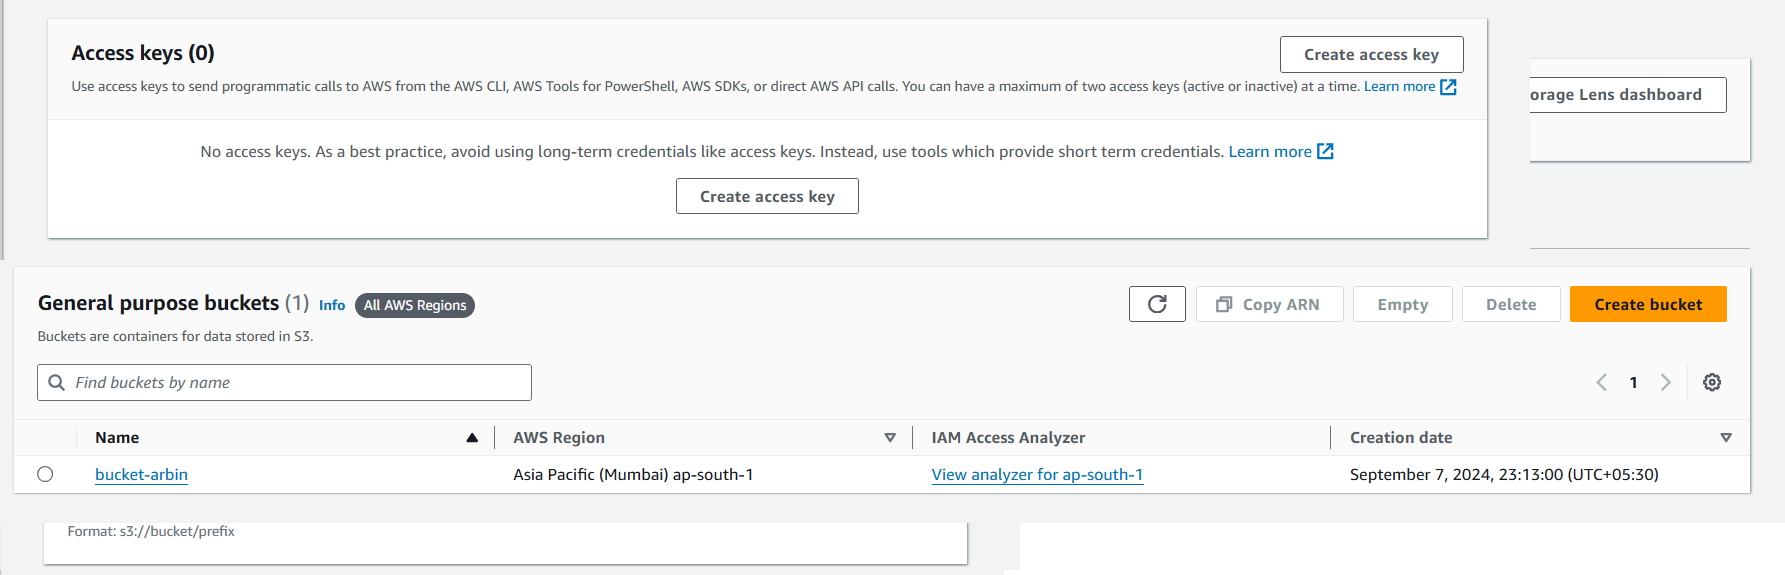 Access keys (0)
Create access key
Use access keys to send programmatic calls to AWS from the AWS CLI, AWS Tools for PowerShell, AWS SDKs, or direct AWS API calls. You can have a maximum of two access keys (active or inactive) at a time. Learn more
orage Lens dashboard
No access keys. As a best practice, avoid using long-term credentials like access keys. Instead, use tools which provide short term credentials. Learn more
Create access key
General purpose buckets (1) Info All AWS Regions
Copy ARN Empty Delete Create bucket
Buckets are containers for data stored in S3.
Find buckets by name
1
Name AWS Region IAM Access Analyzer Creation date
bucket-arbin Asia Pacific (Mumbai) ap-south-1 View analyzer for ap-south-1 September 7, 2024, 23:13:00 (UTC+05:30)
Format: s3://bucket/prefix